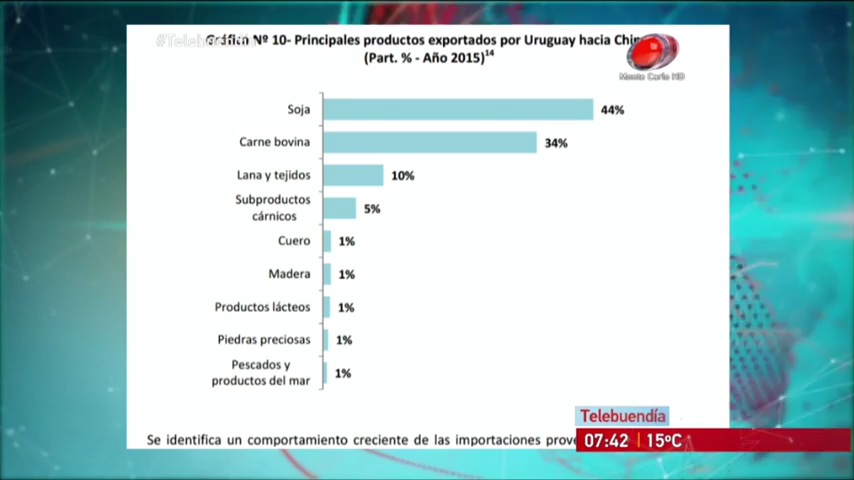 #Telebuendía
Gráfico Nº 10- Principales productos exportados por Uruguay hacia
(Part. % - Año 2015)14
Monte Carlo HD
Soja 44%
Carne bovina 34%
Lana y tejidos 10%
Subproductos
cárnicos 5%
Cuero 1%
Madera 1%
Productos lácteos 1%
Piedras preciosas 1%
Pescados y
productos del mar 1%
Se identifica un comportamiento creciente de las importaciones
Telebuendía
07:42 15ºC